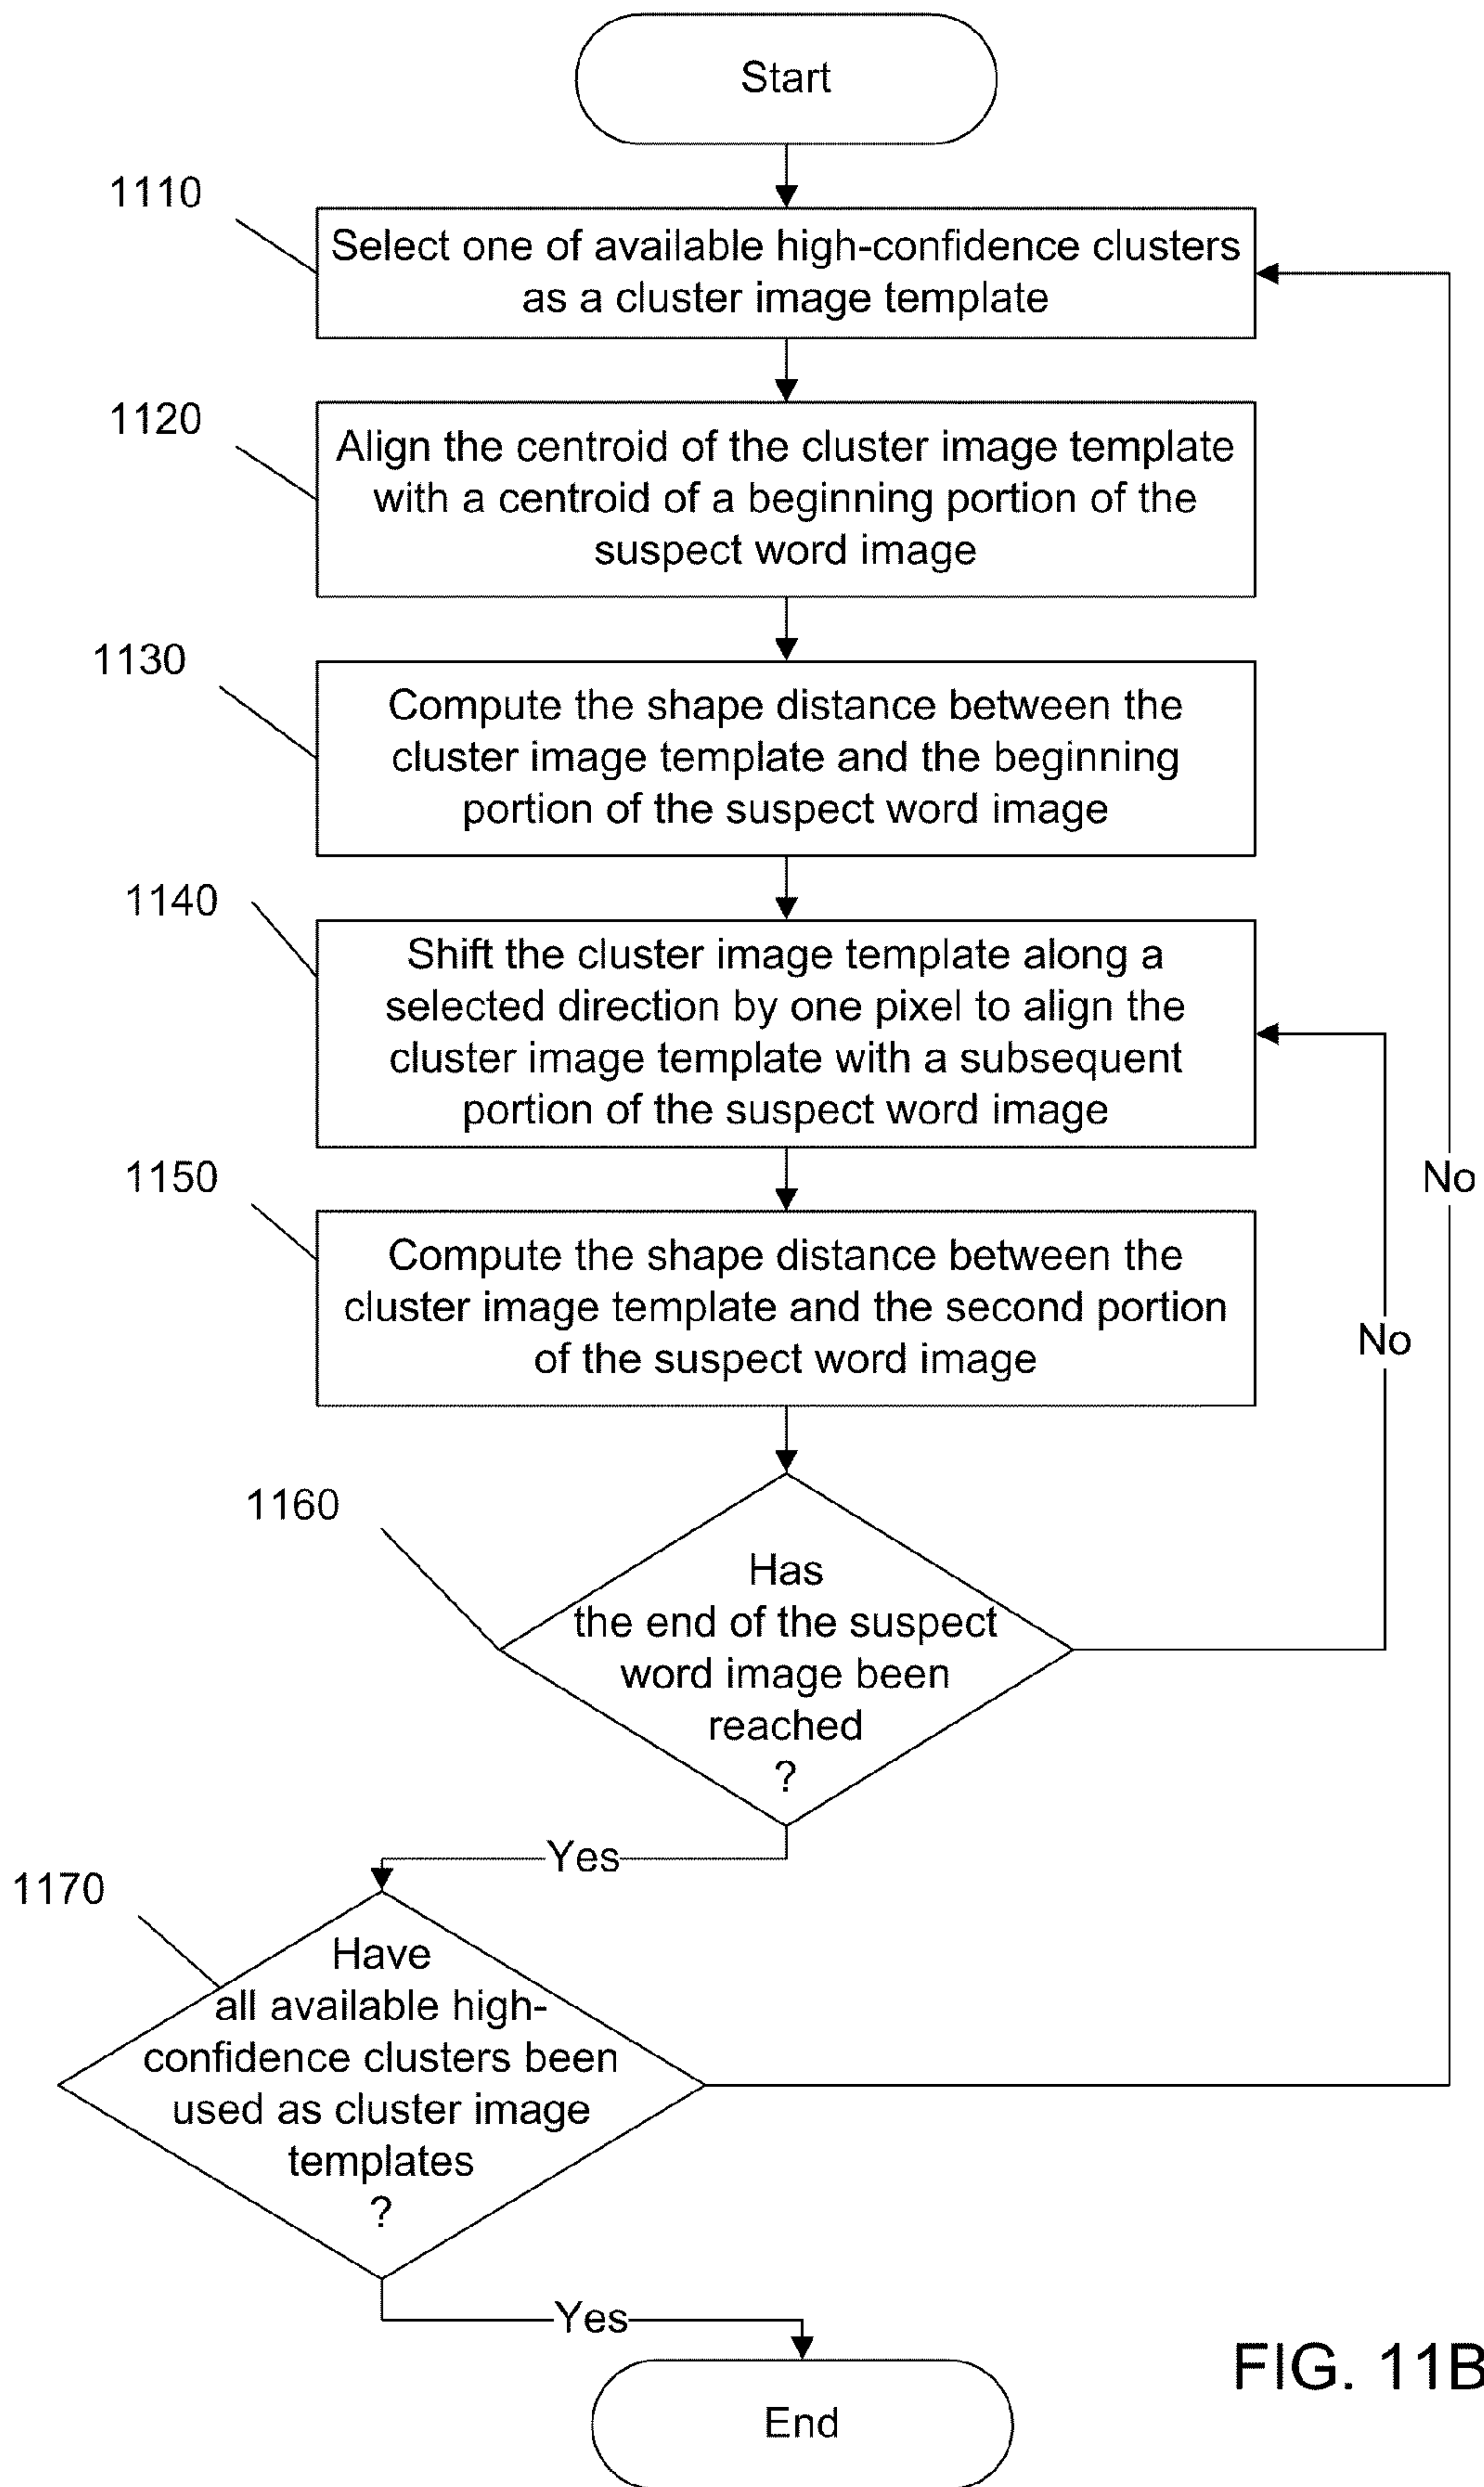 Start
1110
Select one of available high-confidence clusters
as a cluster image template
1120
Align the centroid of the cluster image template
with a centroid of a beginning portion of the
suspect word image
1130
Compute the shape distance between the
cluster image template and the beginning
portion of the suspect word image
1140
Shift the cluster image template along a
selected direction by one pixel to align the
cluster image template with a subsequent
portion of the suspect word image
1150
No
Compute the shape distance between the
cluster image template and the second portion
of the suspect word image
No
1160
Has
the end of the suspect
word image been
reached
?
Yes
1170
Have
all available high-
confidence clusters been
used as cluster image
templates
?
Yes
End
FIG. 11B